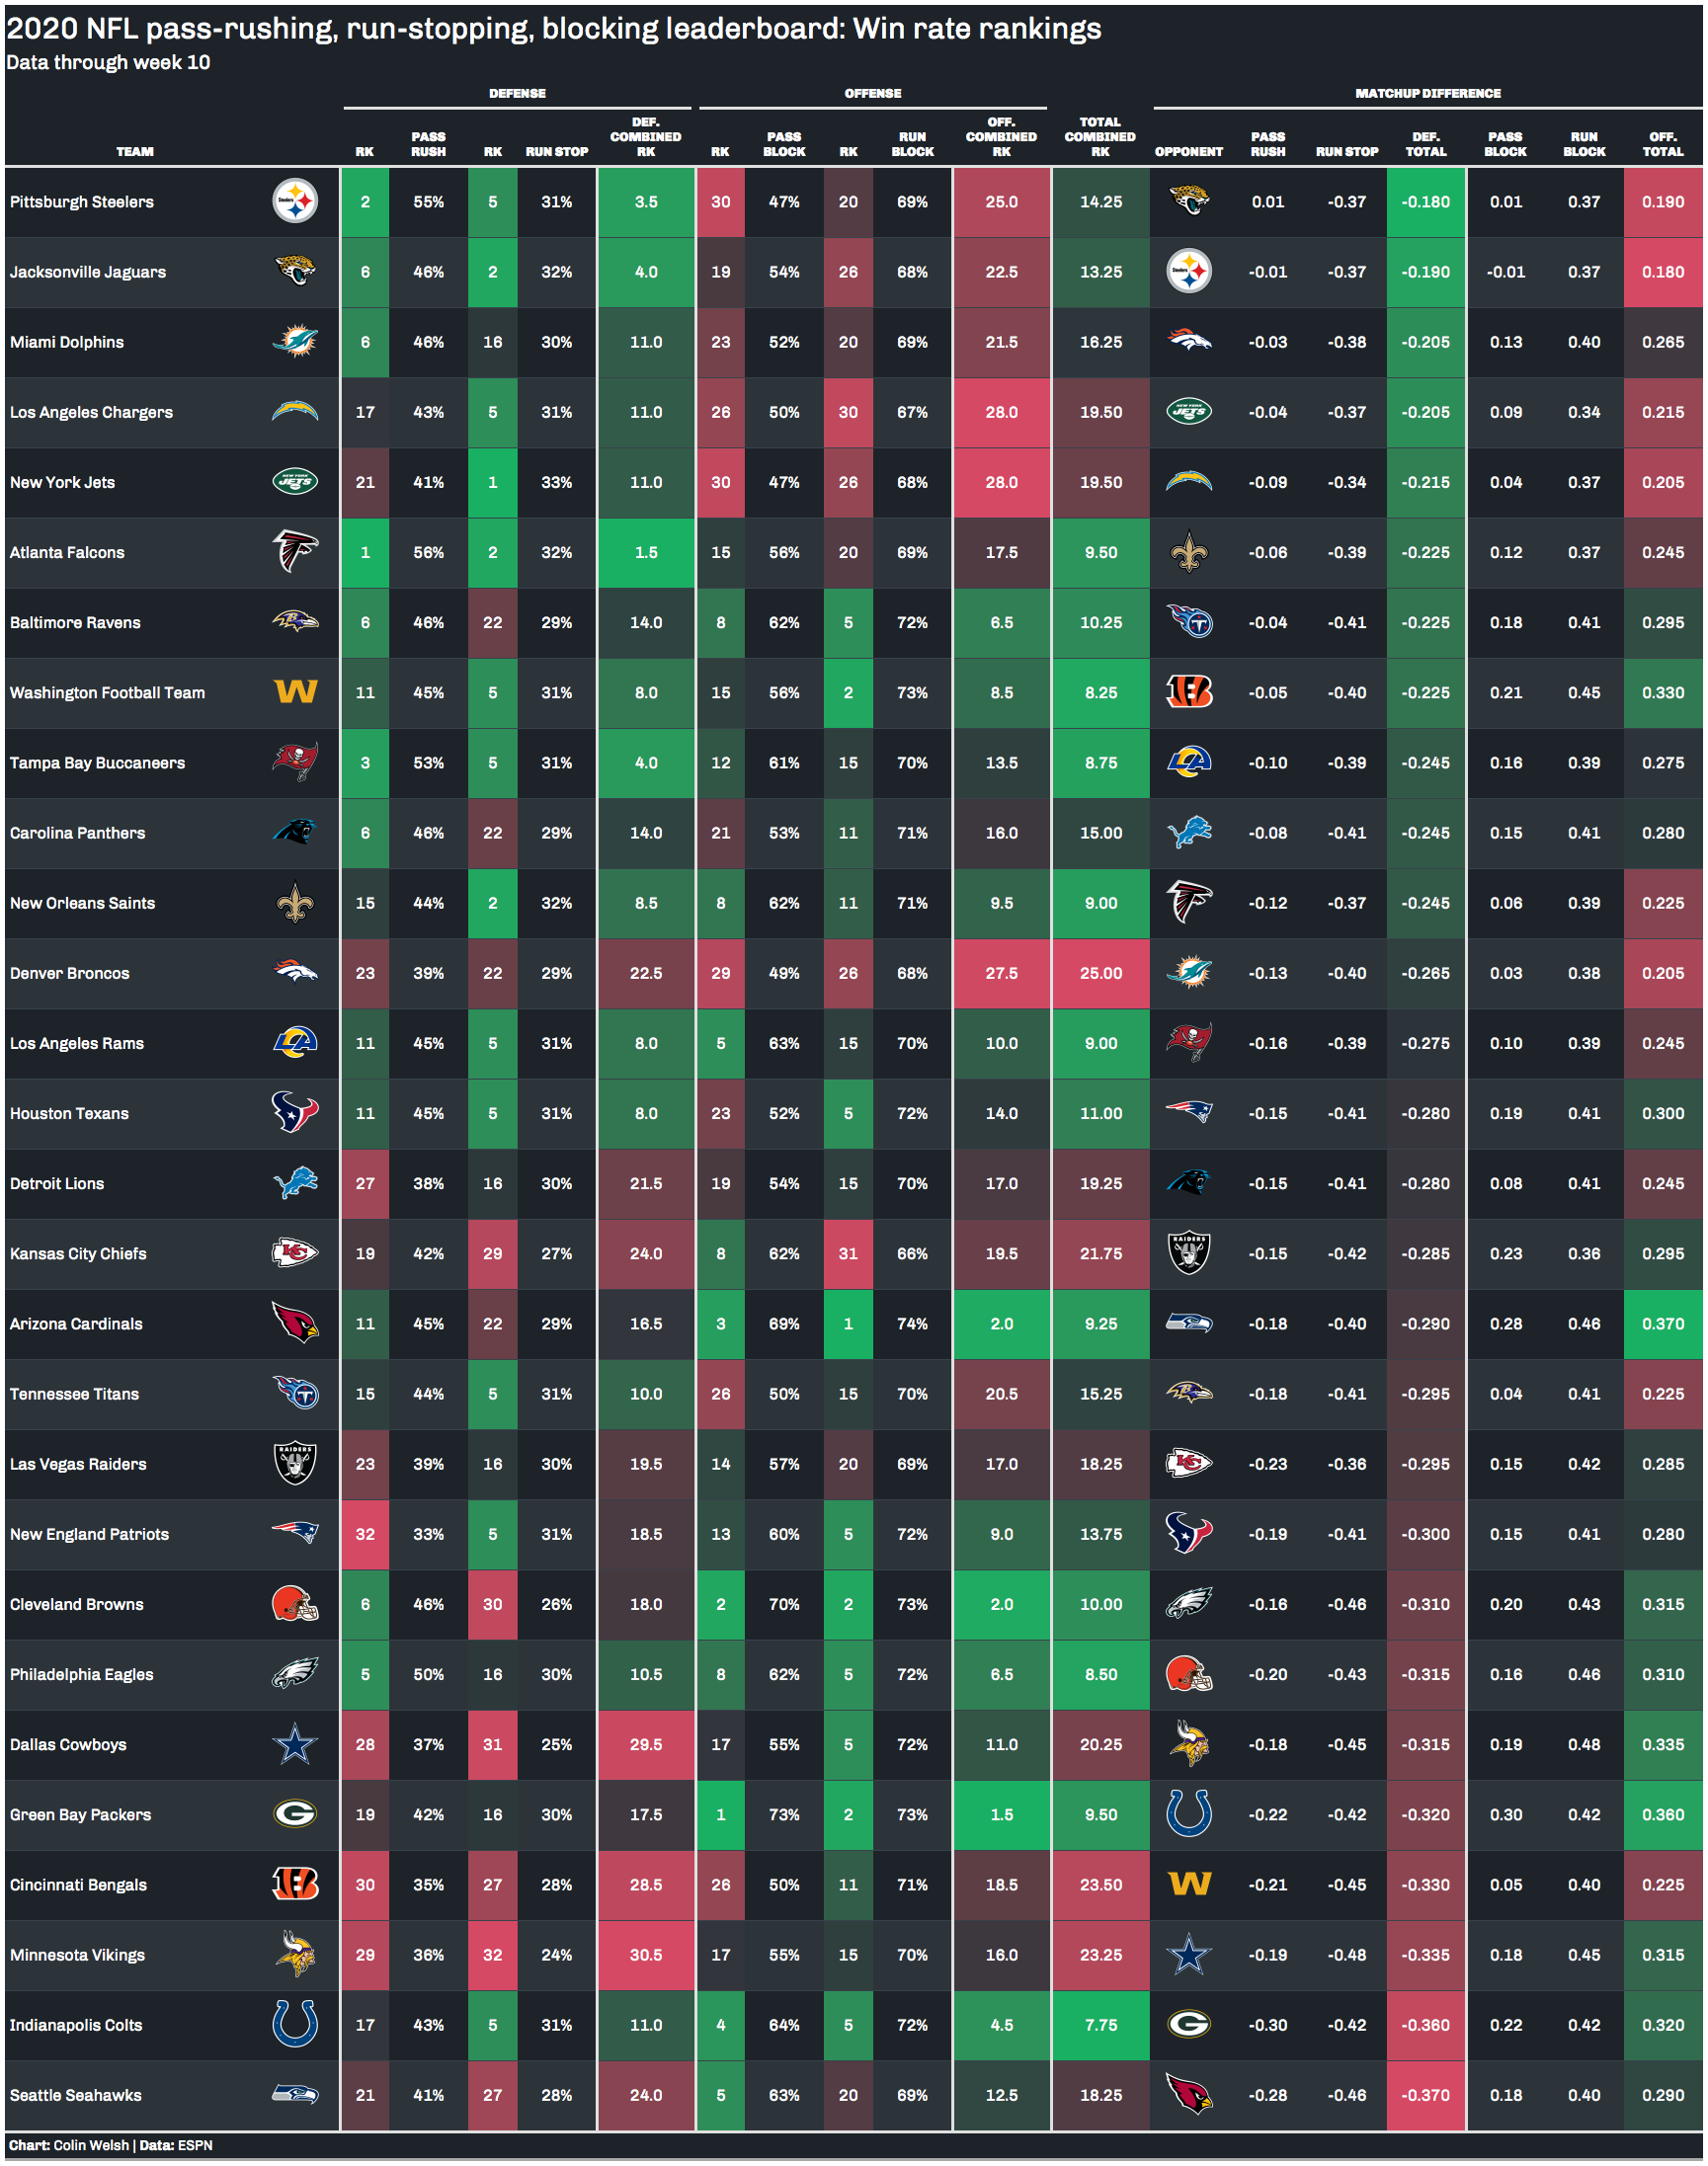 2020 NFL pass-rushing, run-stopping, blocking leaderboard: Win rate rankings
Data through week 10
DEFENSE OFFENSE MATCHUP DIFFERENCE
TEAM RK PASS RUSH RK RUN STOP DEF. COMBINED RK RK PASS BLOCK RK RUN BLOCK OFF. COMBINED RK TOTAL COMBINED RK OPPONENT PASS RUSH RUN STOP DEF. TOTAL PASS BLOCK RUN BLOCK OFF. TOTAL
Pittsburgh Steelers Steelers 2 55% 5 31% 3.5 30 47% 20 69% 25.0 14.25 0.01 -0.37 -0.180 0.01 0.37 0.190
Jacksonville Jaguars 6 46% 2 32% 4.0 19 54% 26 68% 22.5 13.25 Steelers -0.01 -0.37 -0.190 -0.01 0.37 0.180
Miami Dolphins 6 46% 16 30% 11.0 23 52% 20 69% 21.5 16.25 -0.03 -0.38 -0.205 0.13 0.40 0.265
Los Angeles Chargers 17 43% 5 31% 11.0 26 50% 30 67% 28.0 19.50 NEW YORK JETS -0.04 -0.37 -0.205 0.09 0.34 0.215
New York Jets NEW YORK JETS 21 41% 1 33% 11.0 30 47% 26 68% 28.0 19.50 -0.09 -0.34 -0.215 0.04 0.37 0.205
Atlanta Falcons 1 56% 2 32% 1.5 15 56% 20 69% 17.5 9.50 -0.06 -0.39 -0.225 0.12 0.37 0.245
Baltimore Ravens 6 46% 22 29% 14.0 8 62% 5 72% 6.5 10.25 T -0.04 -0.41 -0.225 0.18 0.41 0.295
Washington Football Team W 11 45% 5 31% 8.0 15 56% 2 73% 8.5 8.25 B -0.05 -0.40 -0.225 0.21 0.45 0.330
Tampa Bay Buccaneers 3 53% 5 31% 4.0 12 61% 15 70% 13.5 8.75 LA -0.10 -0.39 -0.245 0.16 0.39 0.275
Carolina Panthers 6 46% 22 29% 14.0 21 53% 11 71% 16.0 15.00 -0.08 -0.41 -0.245 0.15 0.41 0.280
New Orleans Saints 15 44% 2 32% 8.5 8 62% 11 71% 9.5 9.00 -0.12 -0.37 -0.245 0.06 0.39 0.225
Denver Broncos 23 39% 22 29% 22.5 29 49% 26 68% 27.5 25.00 -0.13 -0.40 -0.265 0.03 0.38 0.205
Los Angeles Rams LA 11 45% 5 31% 8.0 5 63% 15 70% 10.0 9.00 -0.16 -0.39 -0.275 0.10 0.39 0.245
Houston Texans 11 45% 5 31% 8.0 23 52% 5 72% 14.0 11.00 -0.15 -0.41 -0.280 0.19 0.41 0.300
Detroit Lions 27 38% 16 30% 21.5 19 54% 15 70% 17.0 19.25 -0.15 -0.41 -0.280 0.08 0.41 0.245
Kansas City Chiefs KC 19 42% 29 27% 24.0 8 62% 31 66% 19.5 21.75 RAIDERS -0.15 -0.42 -0.285 0.23 0.36 0.295
Arizona Cardinals 11 45% 22 29% 16.5 3 69% 1 74% 2.0 9.25 -0.18 -0.40 -0.290 0.28 0.46 0.370
Tennessee Titans T 15 44% 5 31% 10.0 26 50% 15 70% 20.5 15.25 -0.18 -0.41 -0.295 0.04 0.41 0.225
Las Vegas Raiders RAIDERS 23 39% 16 30% 19.5 14 57% 20 69% 17.0 18.25 KC -0.23 -0.36 -0.295 0.15 0.42 0.285
New England Patriots 32 33% 5 31% 18.5 13 60% 5 72% 9.0 13.75 -0.19 -0.41 -0.300 0.15 0.41 0.280
Cleveland Browns 6 46% 30 26% 18.0 2 70% 2 73% 2.0 10.00 -0.16 -0.46 -0.310 0.20 0.43 0.315
Philadelphia Eagles 5 50% 16 30% 10.5 8 62% 5 72% 6.5 8.50 -0.20 -0.43 -0.315 0.16 0.46 0.310
Dallas Cowboys 28 37% 31 25% 29.5 17 55% 5 72% 11.0 20.25 -0.18 -0.45 -0.315 0.19 0.48 0.335
Green Bay Packers G 19 42% 16 30% 17.5 1 73% 2 73% 1.5 9.50 -0.22 -0.42 -0.320 0.30 0.42 0.360
Cincinnati Bengals B 30 35% 27 28% 28.5 26 50% 11 71% 18.5 23.50 W -0.21 -0.45 -0.330 0.05 0.40 0.225
Minnesota Vikings 29 36% 32 24% 30.5 17 55% 15 70% 16.0 23.25 -0.19 -0.48 -0.335 0.18 0.45 0.315
Indianapolis Colts 17 43% 5 31% 11.0 4 64% 5 72% 4.5 7.75 G -0.30 -0.42 -0.360 0.22 0.42 0.320
Seattle Seahawks 21 41% 27 28% 24.0 5 63% 20 69% 12.5 18.25 -0.28 -0.46 -0.370 0.18 0.40 0.290
Chart: Colin Welsh | Data: ESPN